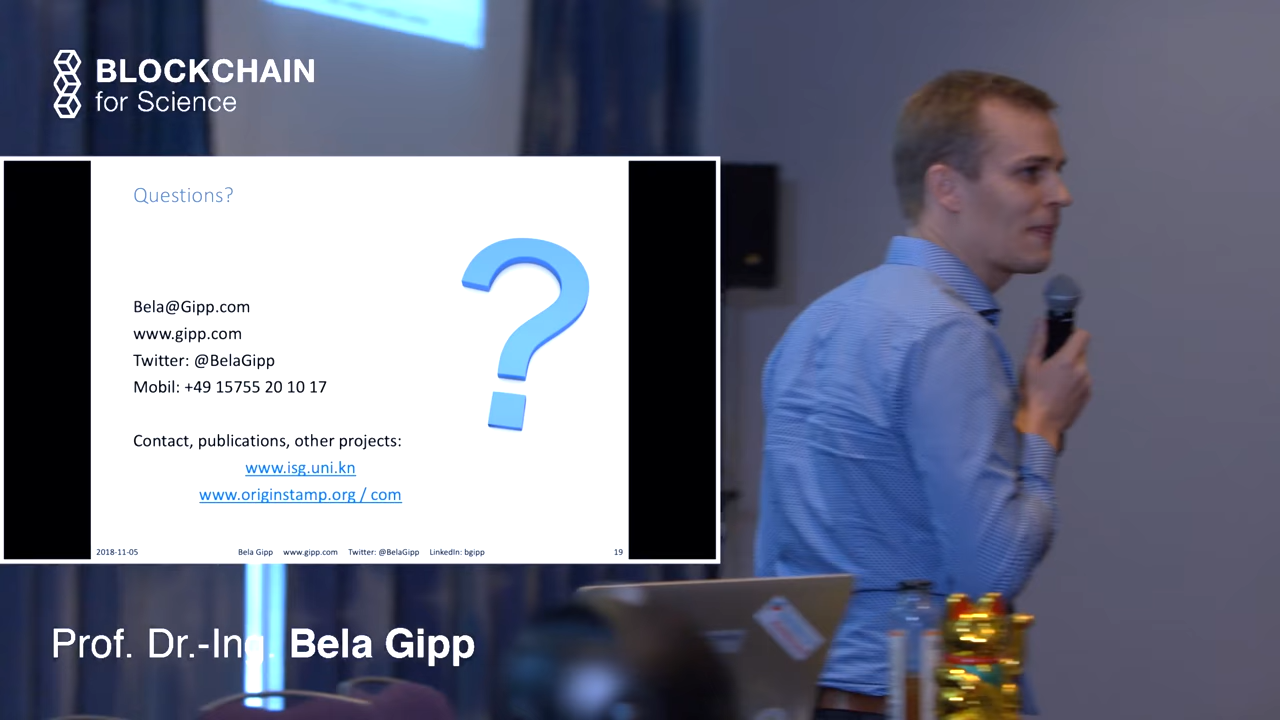 BLOCKCHAIN
for Science
Questions?
Bela@Gipp.com
www.gipp.com
Twitter: @BelaGipp
Mobil: +49 15755 20 10 17
Contact, publications, other projects:
www.isg.uni.kn
www.originstamp.org / com
2018-11-05 Bela Gipp www.gipp.com Twitter: @BelaGipp LinkedIn: bgipp 19
Prof. Dr.-Ing. Bela Gipp